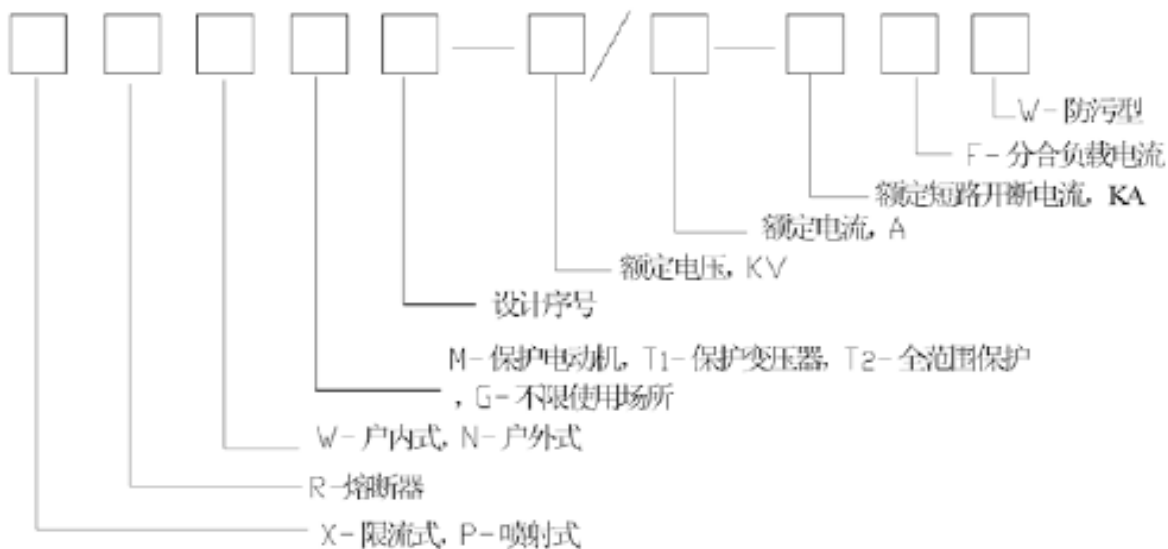 W-防污型
F-分合负载电流
额定短路开断电流, KA
额定电流, A
额定电压, KV
设计序号
M-保护电动机, T1-保护变压器, T2-全范围保护
, G-不限使用场所
W-户内式, N-户外式
R-熔断器
X-限流式, P-喷射式